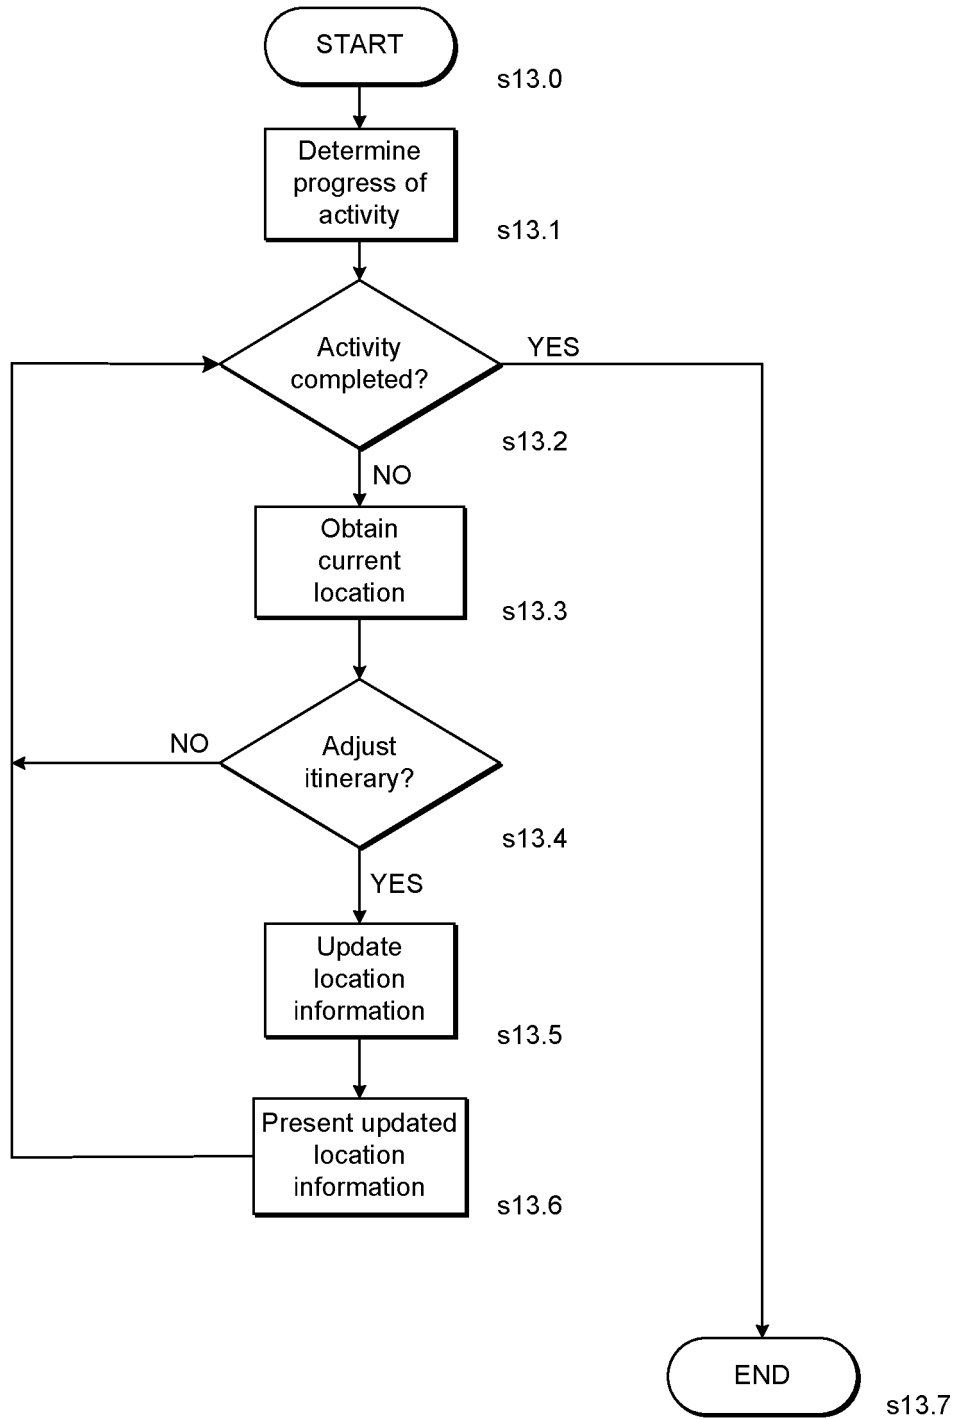 START
s13.0
Determine
progress of
activity
s13.1
Activity
completed?
YES
s13.2
NO
Obtain
current
location
s13.3
Adjust
itinerary?
NO
s13.4
YES
Update
location
information
s13.5
Present updated
location
information
s13.6
END
s13.7